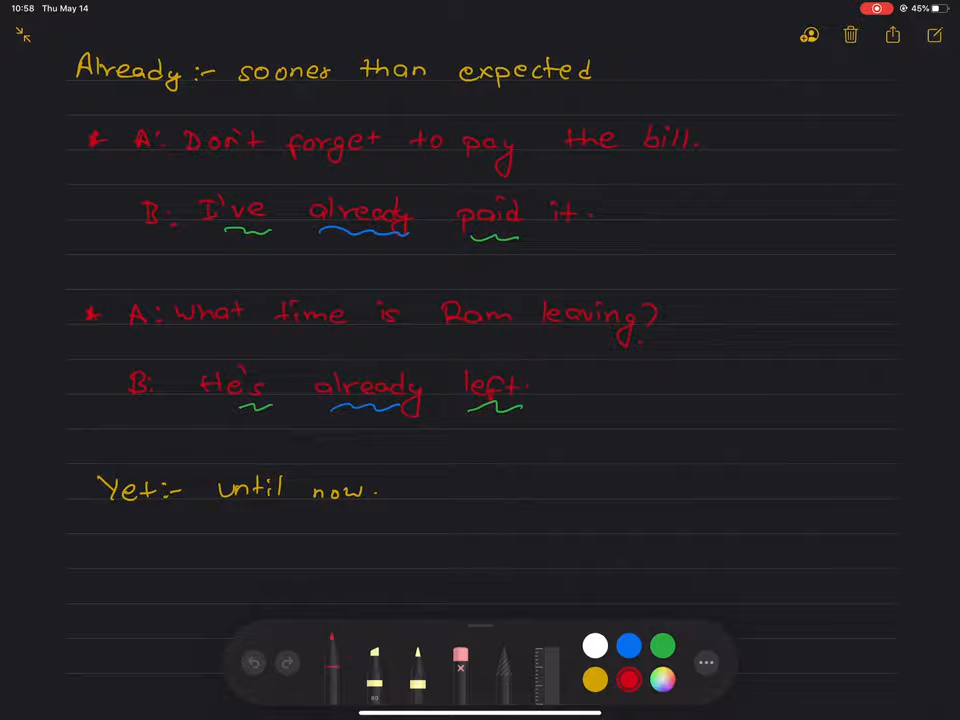 10:58 Thu May 14
45%
Already :- sooner than expected
* A: Don't forget to pay the bill.
B: I've already paid it.
* A: What time is Ram leaving?
B: He's already left.
Yet :- until now.
80